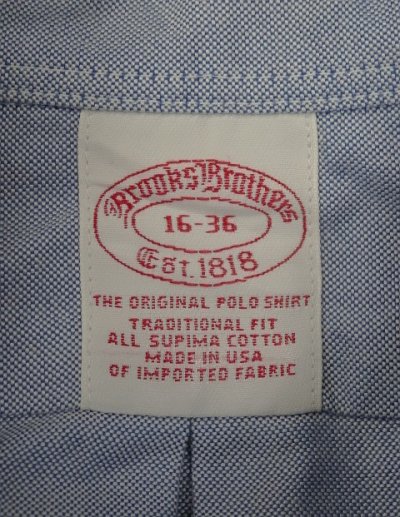 Brooks Brothers
16-36
Est. 1818
THE ORIGINAL POLO SHIRT
TRADITIONAL FIT
ALL SUPIMA COTTON
MADE IN USA
OF IMPORTED FABRIC